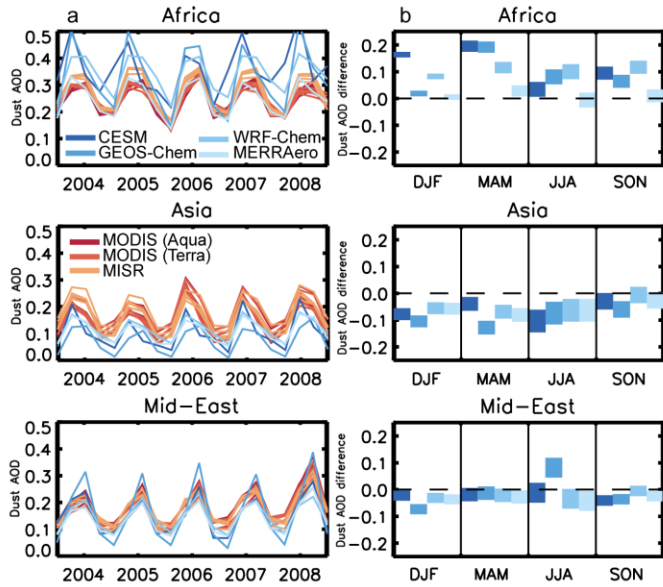 a
Africa
Dust AOD
0.5
0.4
0.3
0.2
0.1
0.0
CESM
GEOS-Chem
WRF-Chem
MERRAero
2004 2005 2006 2007 2008
b
Africa
Dust AOD difference
0.2
0.1
0.0
-0.1
-0.2
DJF MAM JJA SON
Asia
Dust AOD
0.5
0.4
0.3
0.2
0.1
0.0
MODIS (Aqua)
MODIS (Terra)
MISR
2004 2005 2006 2007 2008
Asia
Dust AOD difference
0.2
0.1
0.0
-0.1
-0.2
DJF MAM JJA SON
Mid-East
Dust AOD
0.5
0.4
0.3
0.2
0.1
0.0
2004 2005 2006 2007 2008
Mid-East
Dust AOD difference
0.2
0.1
0.0
-0.1
-0.2
DJF MAM JJA SON